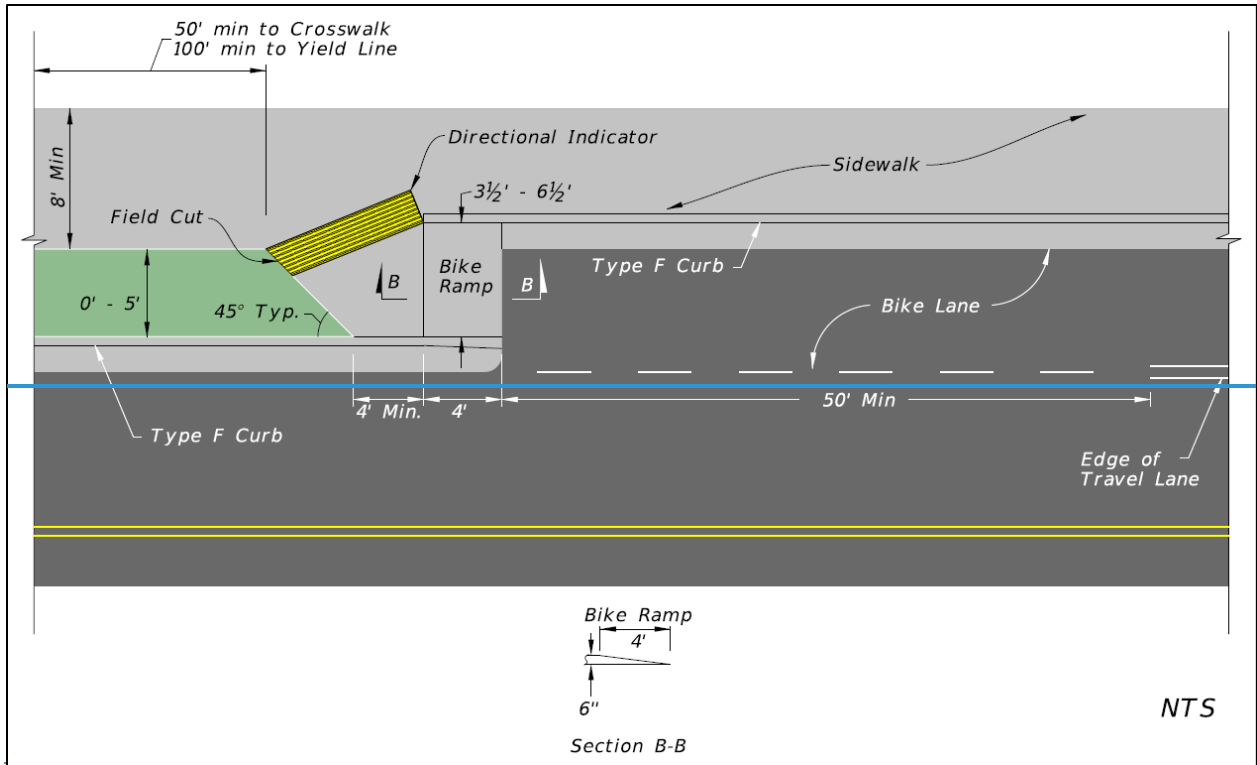 50' min to Crosswalk
100' min to Yield Line
8' Min
Directional Indicator
Sidewalk
3½' - 6½'
Field Cut
Type F Curb
Bike
Ramp
B
B
0' - 5'
45° Typ.
Bike Lane
4' Min.
4'
50' Min
Type F Curb
Edge of
Travel Lane
Bike Ramp
4'
6"
NTS
Section B-B